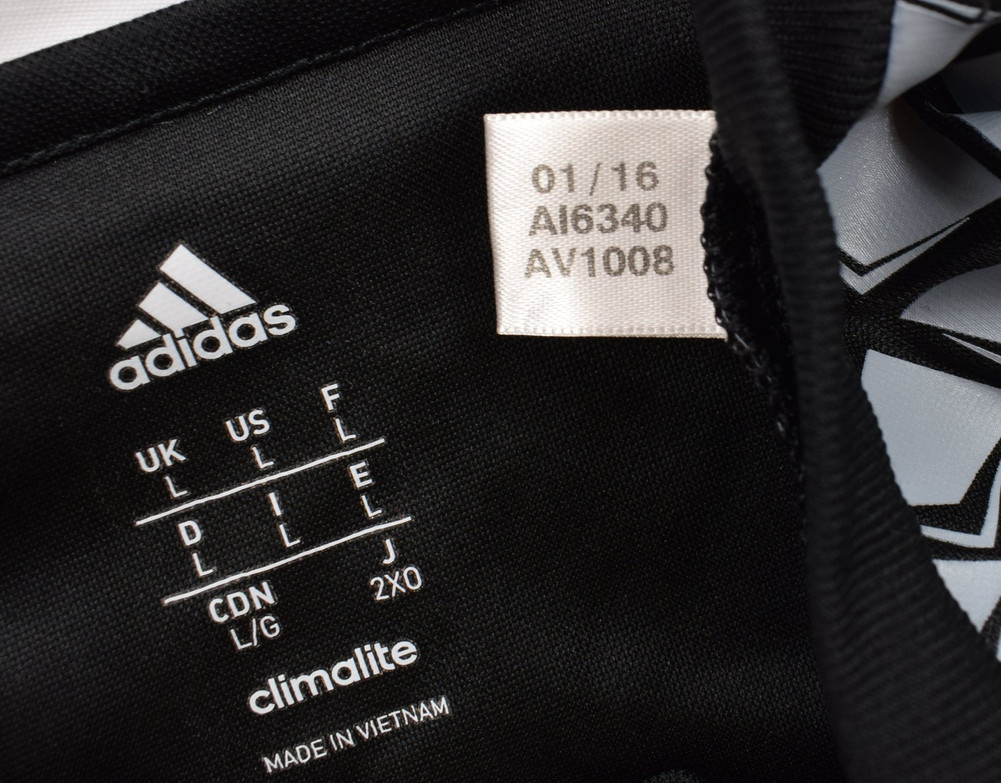 01/16
AI6340
AV1008
adidas
UK US F
L L L
D I E
L L L
CDN J
L/G 2XO
climalite
MADE IN VIETNAM